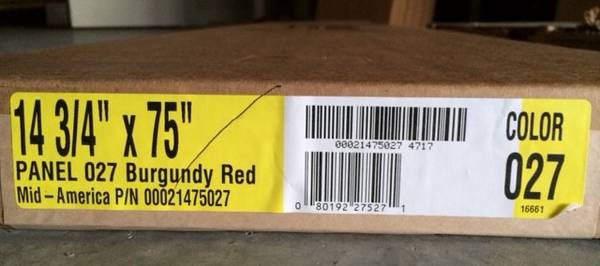 14 3/4" x 75"
PANEL 027 Burgundy Red
Mid-America P/N 00021475027
00021475027 4717
0 80192 27527 1
COLOR
027
16661